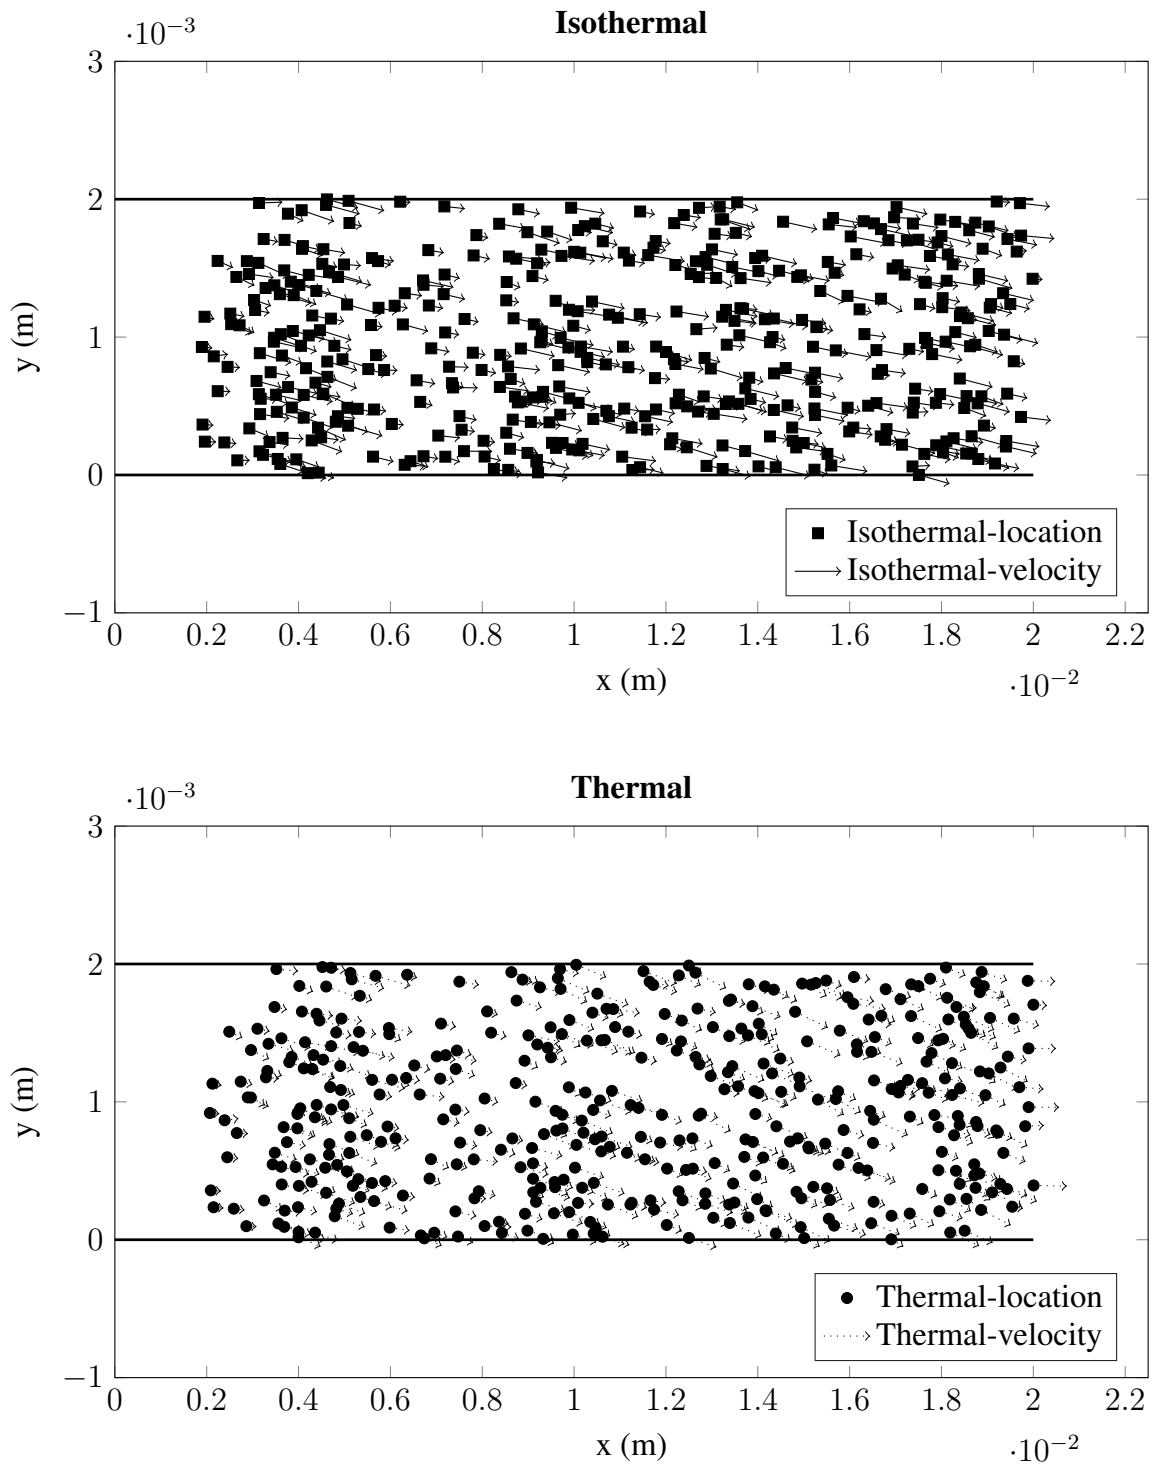 Isothermal
·10⁻³
3
2
1
0
−1
y (m)
0 0.2 0.4 0.6 0.8 1 1.2 1.4 1.6 1.8 2 2.2
x (m)
·10⁻²
Isothermal-location
Isothermal-velocity
Thermal
·10⁻³
3
2
1
0
−1
y (m)
0 0.2 0.4 0.6 0.8 1 1.2 1.4 1.6 1.8 2 2.2
x (m)
·10⁻²
Thermal-location
Thermal-velocity